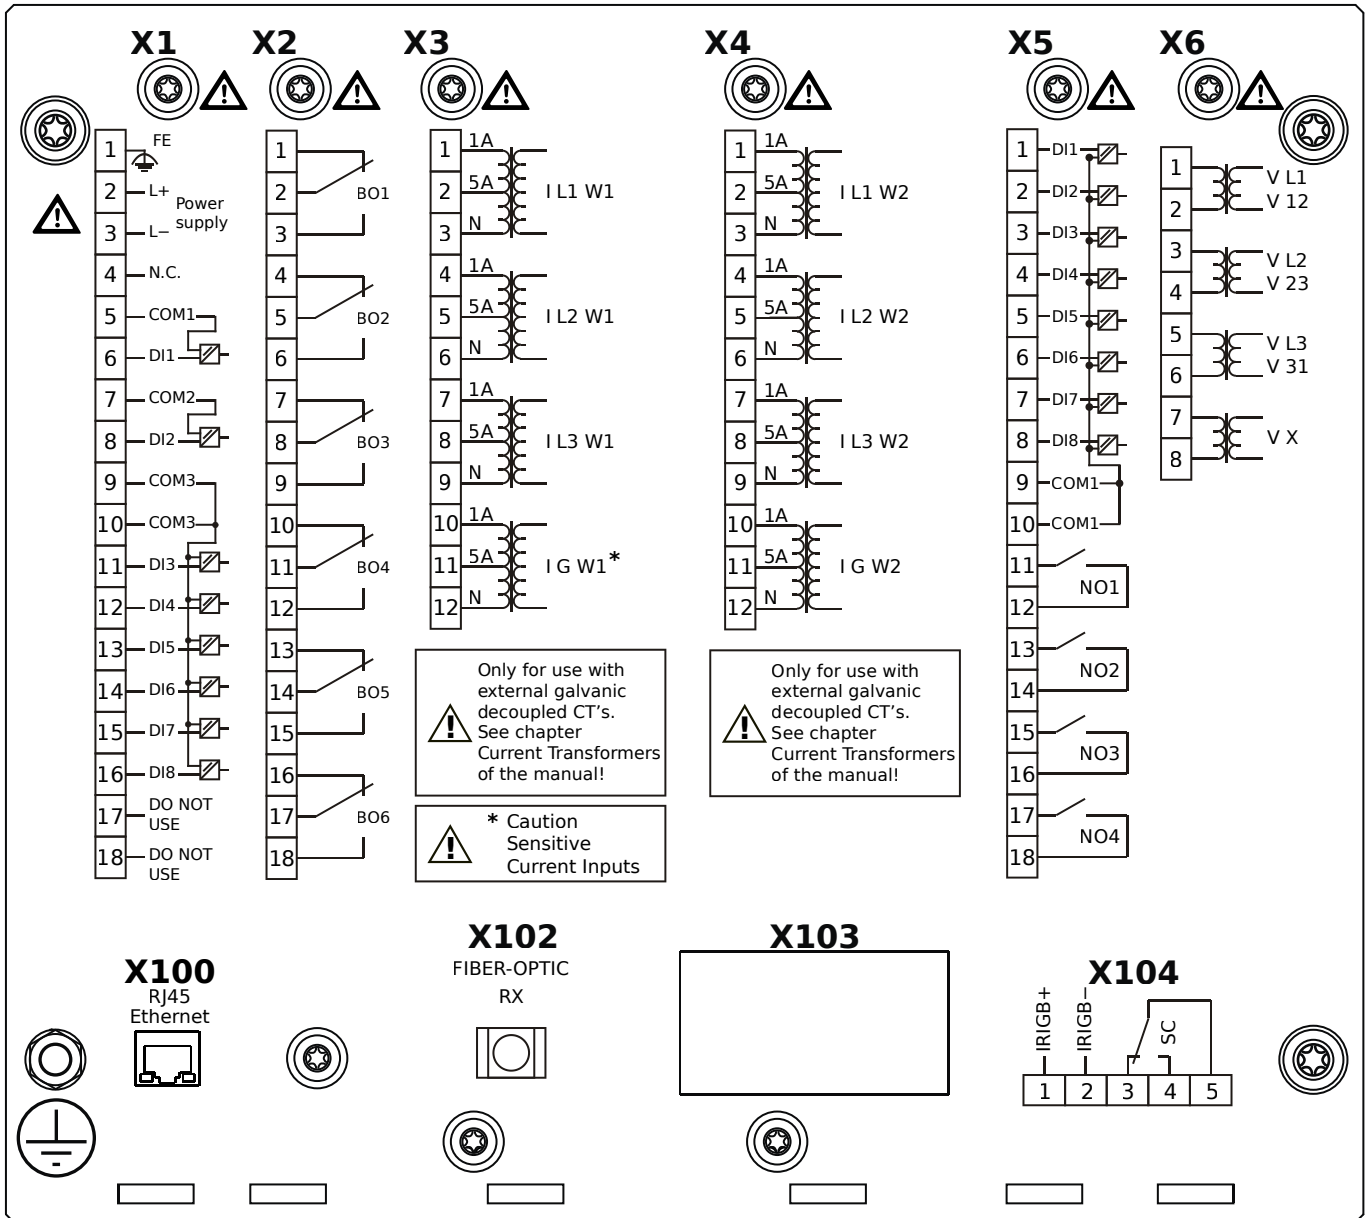 X1
X2
X3
X4
X5
X6
1 FE
2 L+
Power
supply
3 L−
4 N.C.
5 COM1
6 DI1
7 COM2
8 DI2
9 COM3
10 COM3
11 DI3
12 DI4
13 DI5
14 DI6
15 DI7
16 DI8
17 DO NOT
USE
18 DO NOT
USE
1
2 BO1
3
4
5 BO2
6
7
8 BO3
9
10
11 BO4
12
13
14 BO5
15
16
17 BO6
18
1 1A
2 5A I L1 W1
3 N
4 1A
5 5A I L2 W1
6 N
7 1A
8 5A I L3 W1
9 N
10 1A
11 5A I G W1*
12 N
Only for use with
external galvanic
decoupled CT's.
See chapter
Current Transformers
of the manual!
* Caution
Sensitive
Current Inputs
1 1A
2 5A I L1 W2
3 N
4 1A
5 5A I L2 W2
6 N
7 1A
8 5A I L3 W2
9 N
10 1A
11 5A I G W2
12 N
Only for use with
external galvanic
decoupled CT's.
See chapter
Current Transformers
of the manual!
1 DI1
2 DI2
3 DI3
4 DI4
5 DI5
6 DI6
7 DI7
8 DI8
9 COM1
10 COM1
11
NO1
12
13
NO2
14
15
NO3
16
17
NO4
18
1 V L1
2 V 12
3 V L2
4 V 23
5 V L3
6 V 31
7
V X
8
X100
RJ45
Ethernet
X102
FIBER-OPTIC
RX
X103
X104
IRIGB+
IRIGB−
SC
1 2 3 4 5